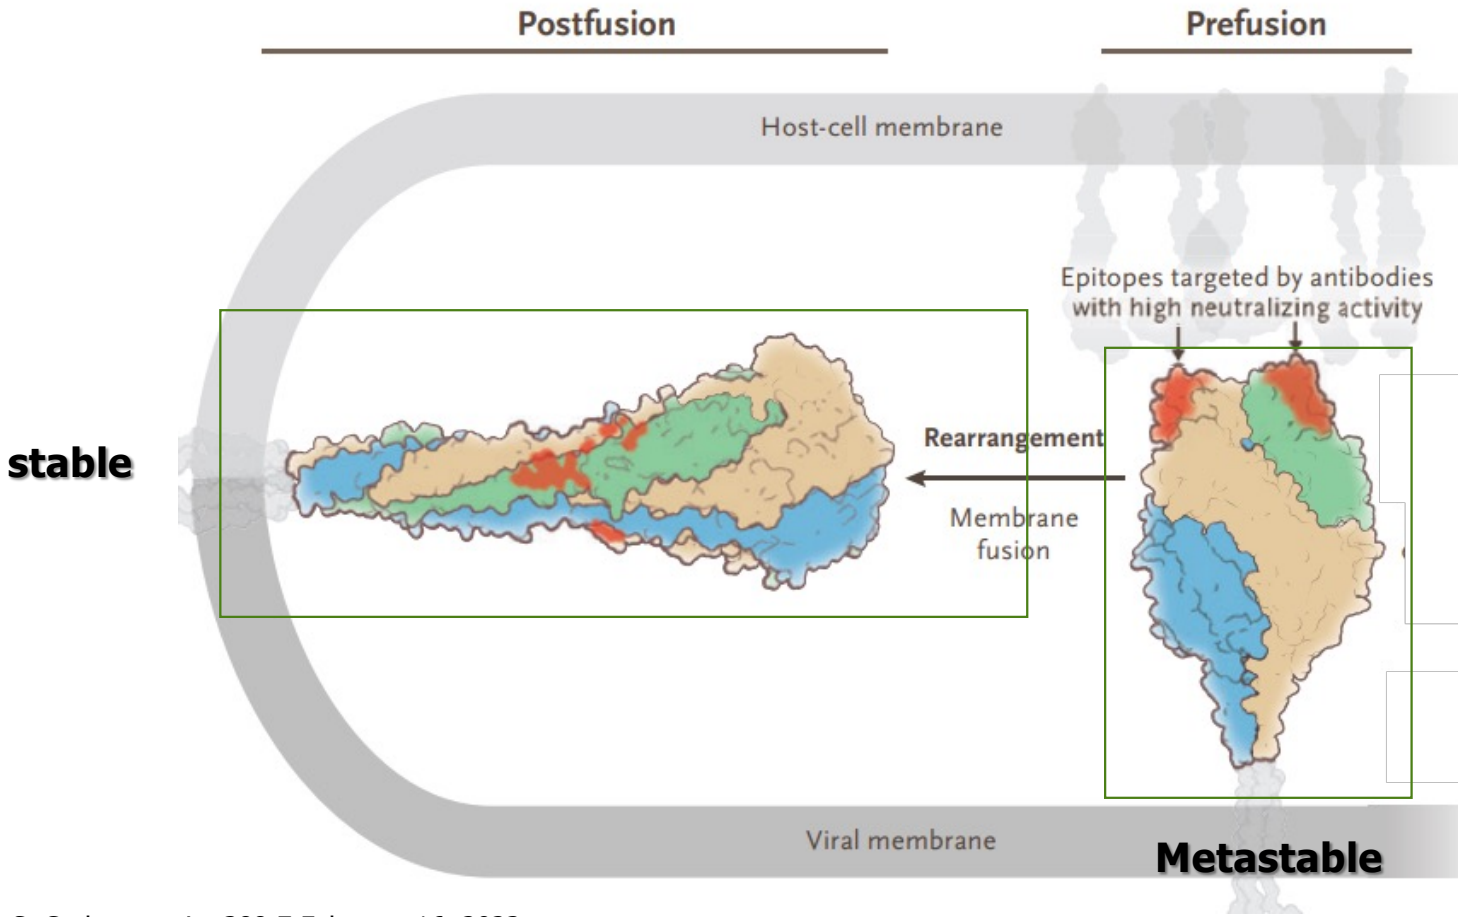 Postfusion
Prefusion
Host-cell membrane
Epitopes targeted by antibodies
with high neutralizing activity
Rearrangement
stable
Membrane
fusion
Viral membrane
Metastable